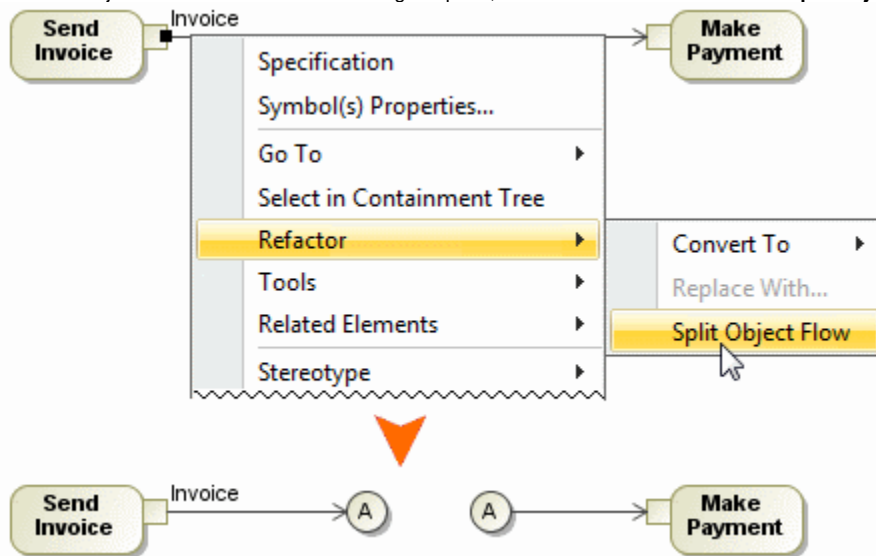 Invoice
Send
Invoice
Make
Payment
Specification
Symbol(s) Properties...
Go To
Select in Containment Tree
Refactor
Convert To
Replace With...
Tools
Related Elements
Split Object Flow
Stereotype
Send
Invoice
Invoice
A
A
Make
Payment